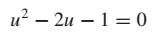 u² − 2u − 1 = 0